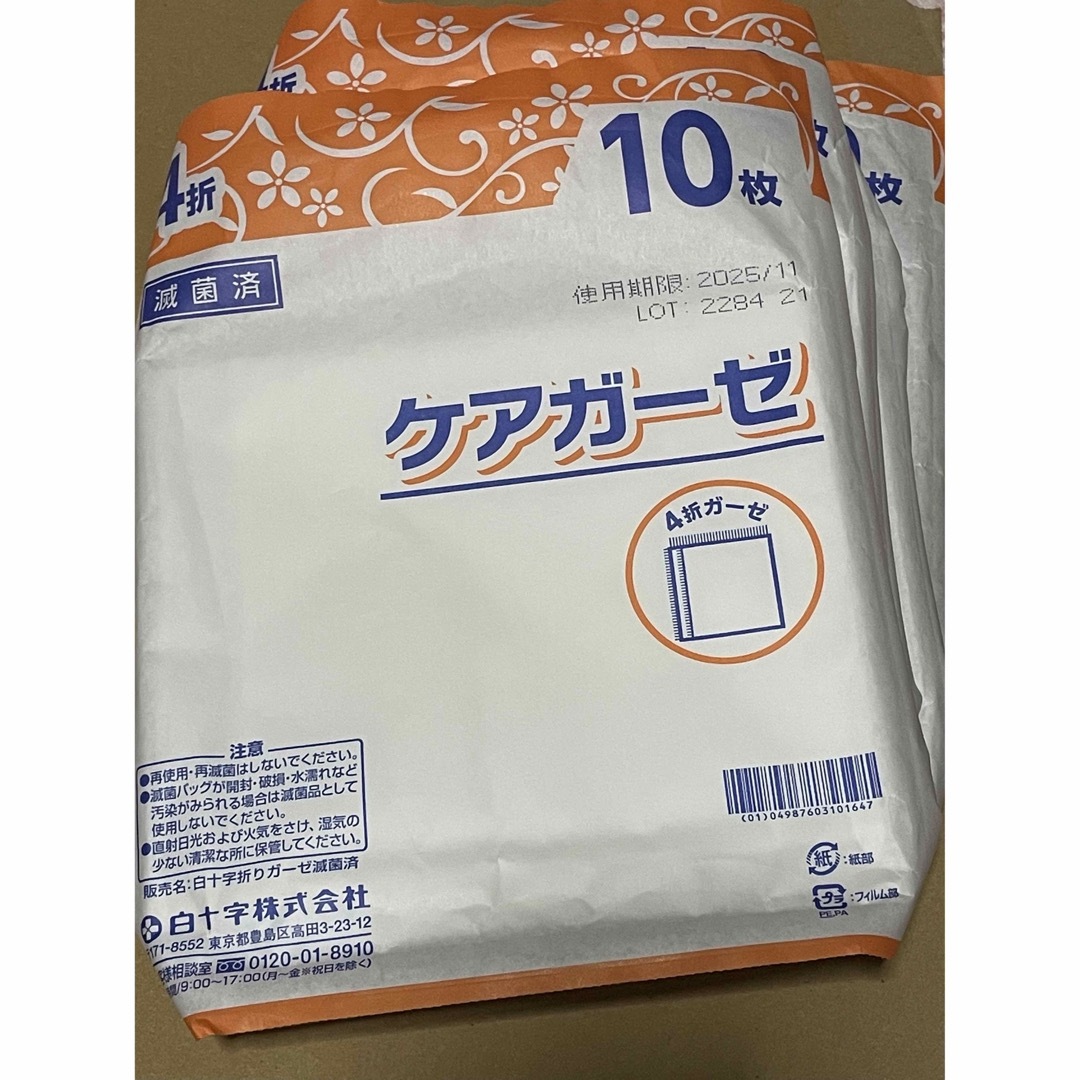 折
4折
10枚
枚
枚
滅菌済
使用期限: 2025/11
LOT: 2284 21
ケアガーゼ
4折ガーゼ
注意
●再使用・再滅菌はしないでください。
●滅菌バッグが開封・破損・水濡れなど
汚染がみられる場合は滅菌品として
使用しないでください。
●直射日光および火気をさけ、湿気の
少ない清潔な所に保管してください。
販売名:白十字折りガーゼ滅菌済
白十字株式会社
171-8552 東京都豊島区高田3-23-12
様相談室 0120-01-8910
/9:00〜17:00(月〜金※祝日を除く)
(01)04987603101647
紙:紙部
プラ:フィルム部
PE,PA